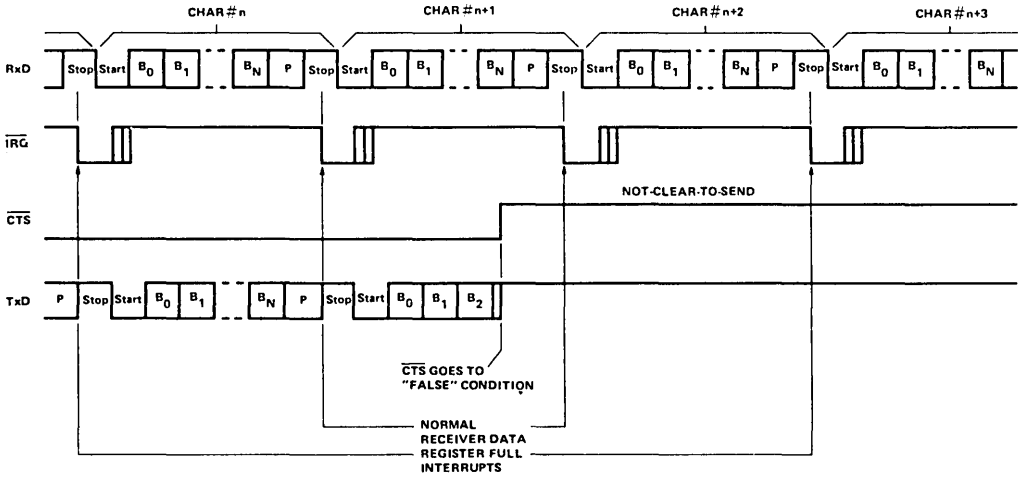 CHAR#n CHAR#n+1 CHAR#n+2 CHAR#n+3
RxD Stop Start B0 B1 BN P Stop Start B0 B1 BN P Stop Start B0 B1 BN P Stop Start B0 B1 BN
IRG
NOT-CLEAR-TO-SEND
CTS
TxD P Stop Start B0 B1 BN P Stop Start B0 B1 B2
CTS GOES TO
"FALSE" CONDITION
NORMAL
RECEIVER DATA
REGISTER FULL
INTERRUPTS